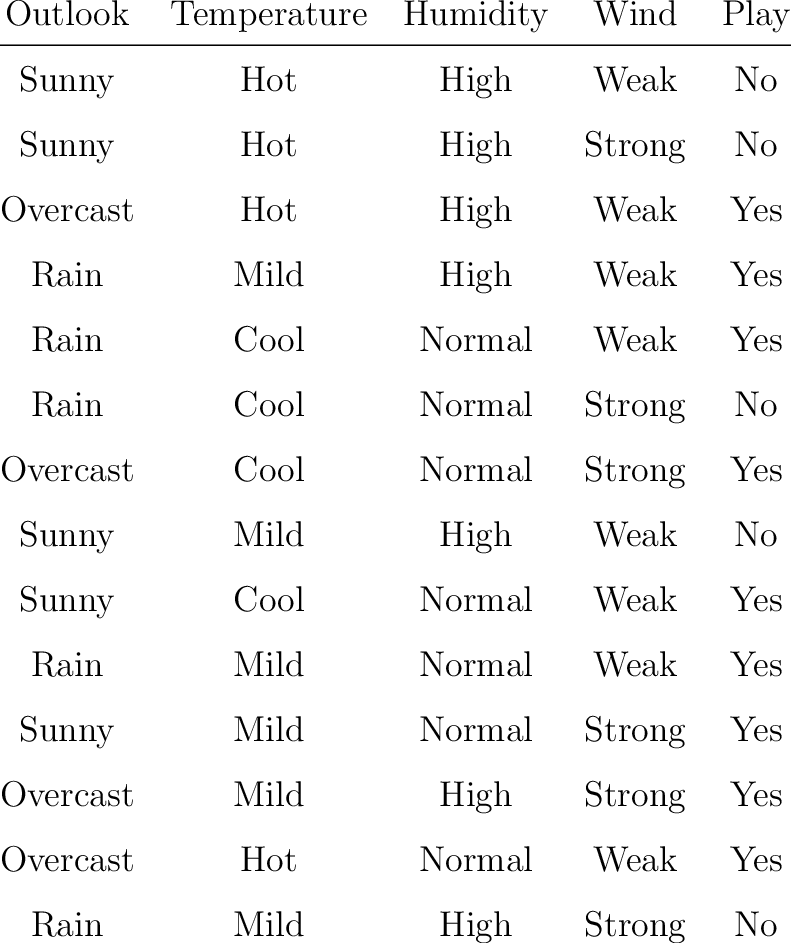 Outlook Temperature Humidity Wind Play
Sunny Hot High Weak No
Sunny Hot High Strong No
Overcast Hot High Weak Yes
Rain Mild High Weak Yes
Rain Cool Normal Weak Yes
Rain Cool Normal Strong No
Overcast Cool Normal Strong Yes
Sunny Mild High Weak No
Sunny Cool Normal Weak Yes
Rain Mild Normal Weak Yes
Sunny Mild Normal Strong Yes
Overcast Mild High Strong Yes
Overcast Hot Normal Weak Yes
Rain Mild High Strong No